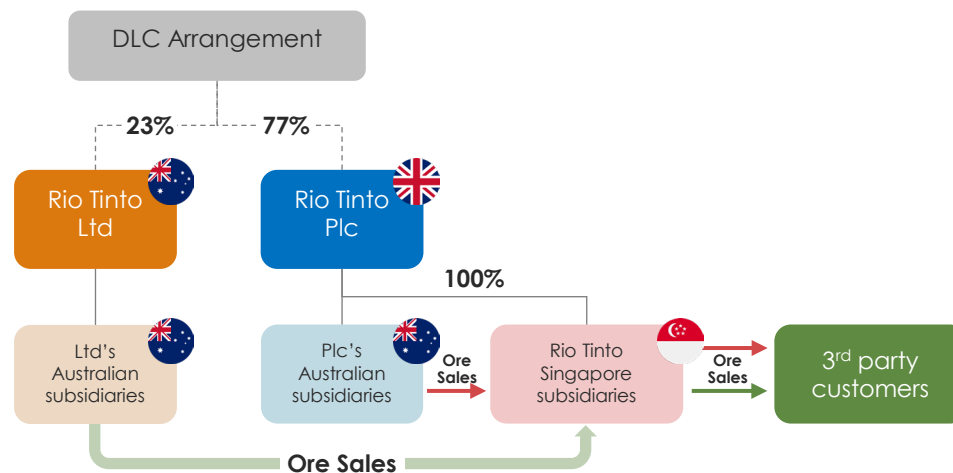 DLC Arrangement
23%
77%
Rio Tinto
Ltd
Rio Tinto
Plc
100%
Ltd's
Australian
subsidiaries
Plc's
Australian
subsidiaries
Ore
Sales
Rio Tinto
Singapore
subsidiaries
Ore
Sales
3rd party
customers
Ore Sales